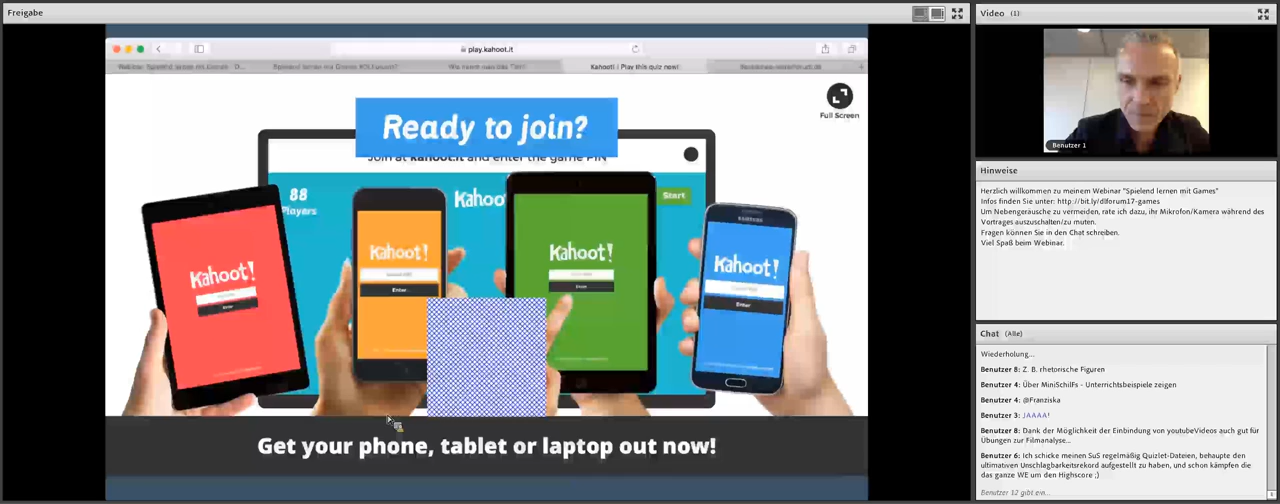 Freigabe
play.kahoot.it
Kahoot! | Play this quiz now!
Full Screen
Ready to join?
Join at kahoot.it and enter the game PIN
88
Players
Kahoo
Start
Kahoot!
Enter
Kahoot!
Enter
Kahoot!
Enter
SAMSUNG
Kahoot!
Enter
Get your phone, tablet or laptop out now!
Video (1)
Benutzer 1
Hinweise
Herzlich willkommen zu meinem Webinar "Spielend lernen mit Games"
Infos finden Sie unter: http://bit.ly/dlforum17-games
Um Nebengeräusche zu vermeiden, rate ich dazu, ihr Mikrofon/Kamera während des
Vortrages auszuschalten/zu muten.
Fragen können Sie in den Chat schreiben.
Viel Spaß beim Webinar.
Chat (Alle)
Wiederholung...
Benutzer 8: Z. B. rhetorische Figuren
Benutzer 4: Über MiniSchilFs - Unterrichtsbeispiele zeigen
Benutzer 4: @Franziska
Benutzer 3: JAAAA!
Benutzer 8: Dank der Möglichkeit der Einbindung von youtubeVideos auch gut für
Übungen zur Filmanalyse...
Benutzer 6: Ich schicke meinen SuS regelmäßig Quizlet-Dateien, behaupte den
ultimativen Unschlagbarkeitsrekord aufgestellt zu haben, und schon kämpfen die
das ganze WE um den Highscore ;)
Benutzer 12 gibt ein...